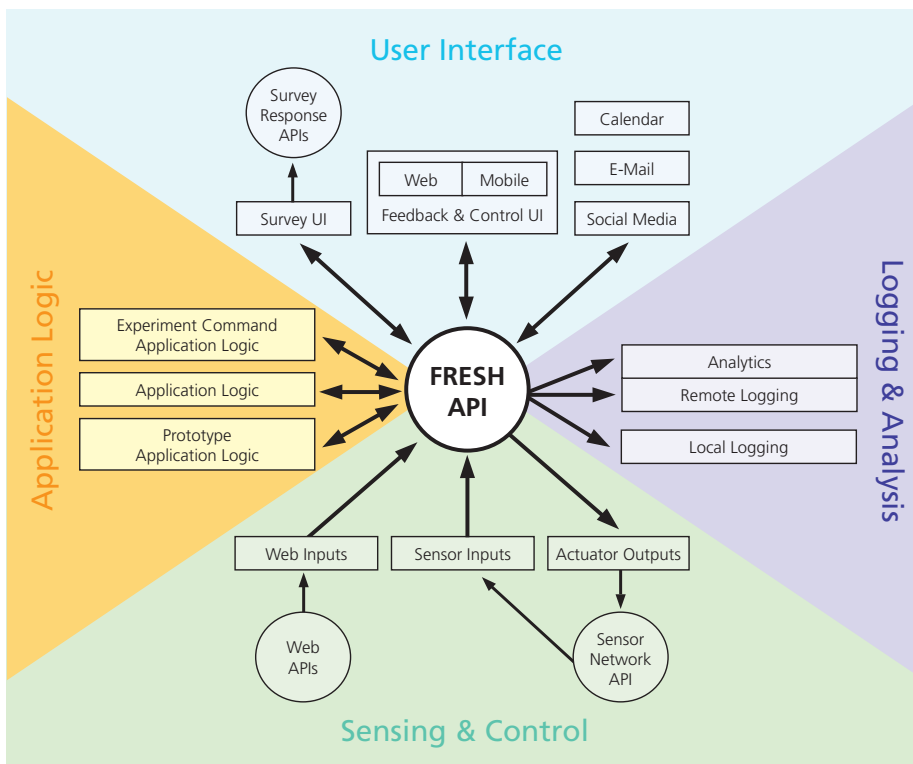 User Interface
Survey
Response
APIs
Survey UI
Web
Mobile
Feedback & Control UI
Calendar
E-Mail
Social Media
Application Logic
Experiment Command
Application Logic
Application Logic
Prototype
Application Logic
FRESH
API
Analytics
Remote Logging
Local Logging
Logging & Analysis
Web Inputs
Sensor Inputs
Actuator Outputs
Web
APIs
Sensor
Network
API
Sensing & Control